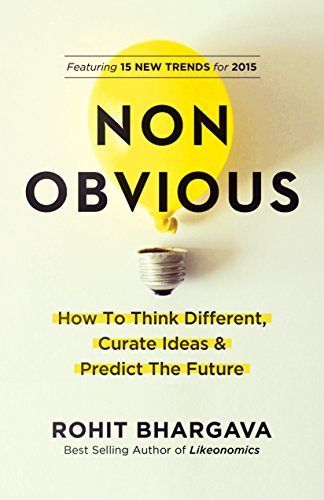 Featuring 15 NEW TRENDS for 2015
NON
OBVIOUS
How To Think Different,
Curate Ideas &
Predict The Future
ROHIT BHARGAVA
Best Selling Author of Likeonomics